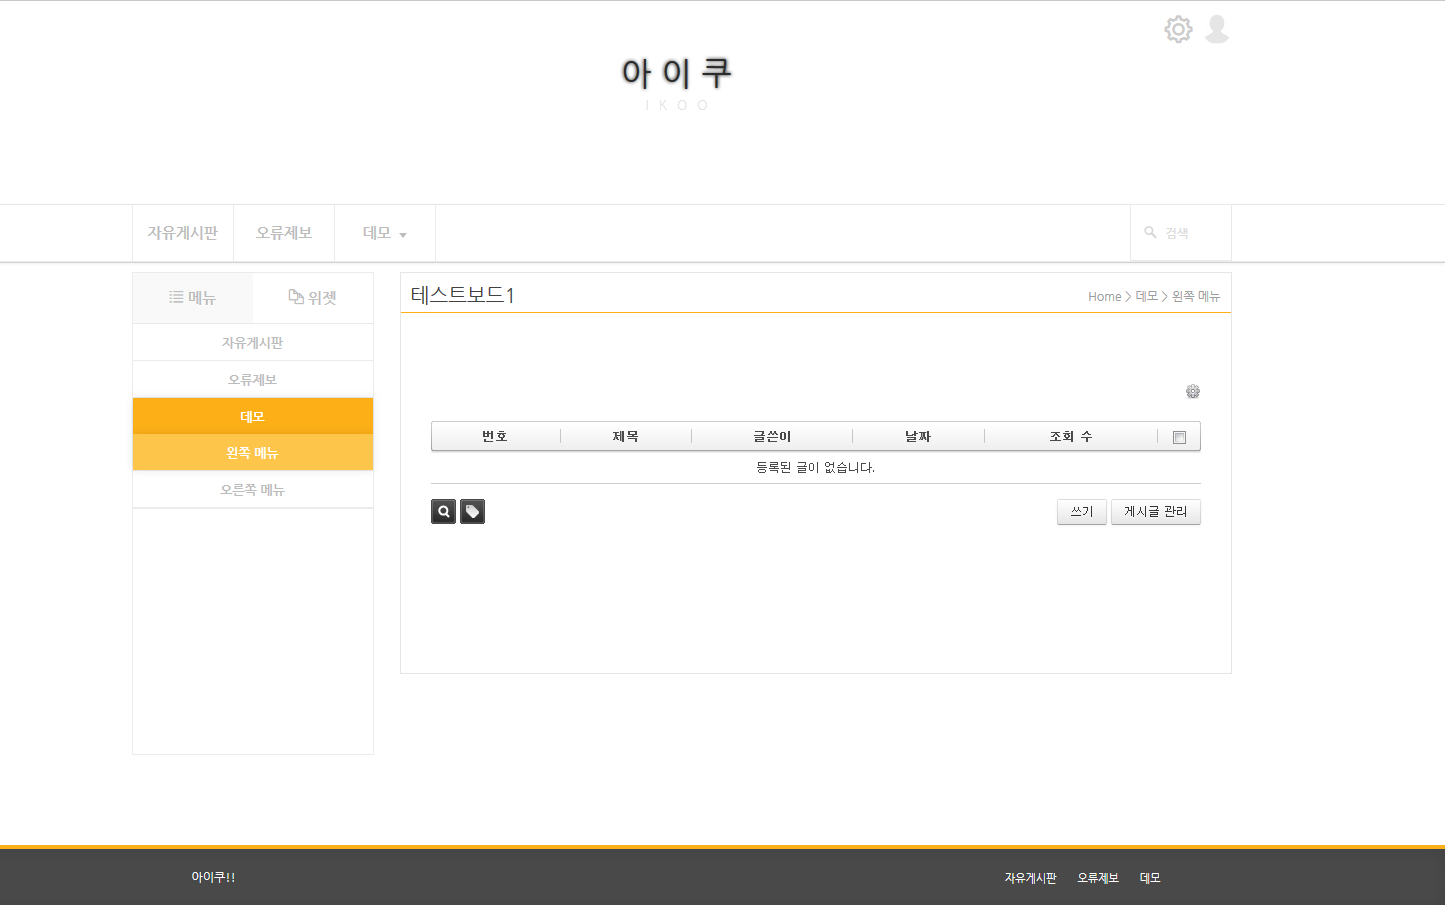 아이쿠
IKOO
자유게시판 오류제보 데모 검색
메뉴 위젯
자유게시판
오류제보
데모
왼쪽 메뉴
오른쪽 메뉴
테스트보드1 Home > 데모 > 왼쪽 메뉴
번호 제목 글쓴이 날짜 조회 수
등록된 글이 없습니다.
쓰기 게시글 관리
아이쿠!! 자유게시판 오류제보 데모